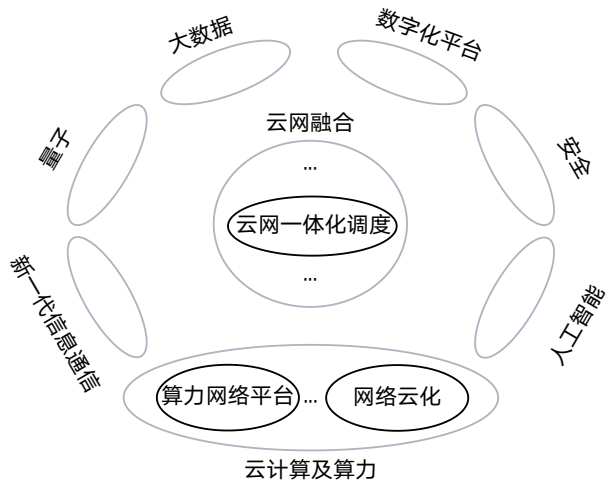 大数据
数字化平台
量子
云网融合
安全
...
云网一体化调度
...
新一代信息通信
人工智能
算力网络平台
...
网络云化
云计算及算力